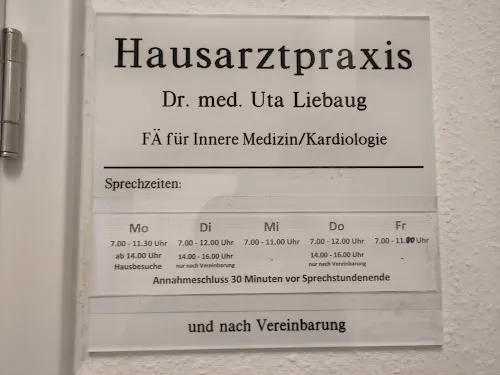 Hausarztpraxis
Dr. med. Uta Liebaug
FÄ für Innere Medizin/Kardiologie
Sprechzeiten:
Mo Di Mi Do Fr
7.00 - 11.30 Uhr 7.00 - 12.00 Uhr 7.00 - 11.00 Uhr 7.00 - 12.00 Uhr 7.00 - Uhr
ab 14.00 Uhr 14.00 - 16.00 Uhr 14.00 - 16.00 Uhr
Hausbesuche nur nach Vereinbarung nur nach Vereinbarung
Annahmeschluss 30 Minuten vor Sprechstundenende
und nach Vereinbarung